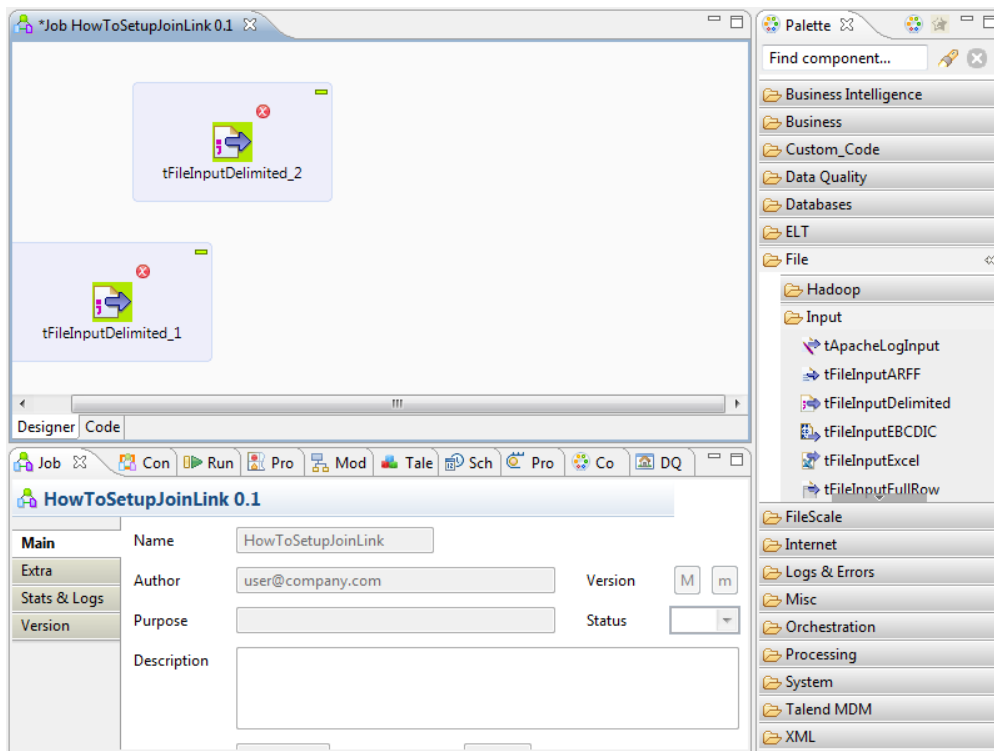 *Job HowToSetupJoinLink 0.1
tFileInputDelimited_2
tFileInputDelimited_1
Designer Code
Palette
Find component...
Business Intelligence
Business
Custom_Code
Data Quality
Databases
ELT
File
Hadoop
Input
tApacheLogInput
tFileInputARFF
tFileInputDelimited
tFileInputEBCDIC
tFileInputExcel
tFileInputFullRow
FileScale
Internet
Logs & Errors
Misc
Orchestration
Processing
System
Talend MDM
XML
Job Con Run Pro Mod Tale Sch Pro Co DQ
HowToSetupJoinLink 0.1
Main
Extra
Stats & Logs
Version
Name HowToSetupJoinLink
Author user@company.com Version M m
Purpose Status
Description